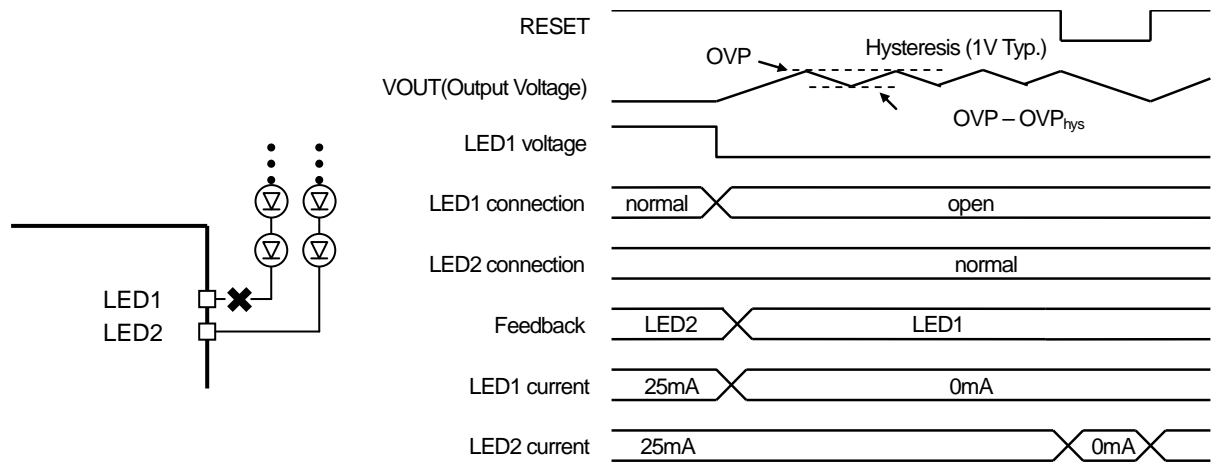 RESET
OVP
Hysteresis (1V Typ.)
VOUT(Output Voltage)
OVP – OVPhys
LED1 voltage
LED1 connection
normal
open
LED2 connection
normal
LED1
LED2
Feedback
LED2
LED1
LED1 current
25mA
0mA
LED2 current
25mA
0mA